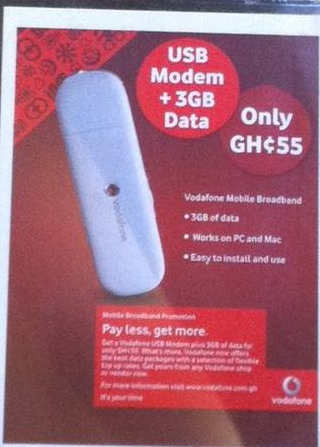 USB
Modem
+ 3GB
Data
Only
GH¢55
vodafone
Vodafone Mobile Broadband
• 3GB of data
• Works on PC and Mac
• Easy to install and use
Mobile Broadband Promotion
Pay less, get more.
Get a Vodafone USB Modem plus 3GB of data for
only GH¢55. What's more, Vodafone now offers
the best data packages with a selection of flexible
top up rates. Get yours from any Vodafone shop
or vendor now.
For more information visit www.vodafone.com.gh
It's your time
vodafone